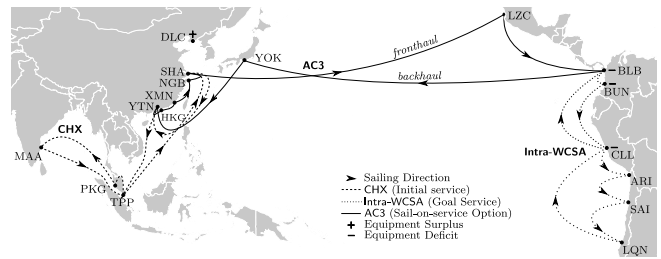 LZC
DLC
YOK
fronthaul
AC3
SHA
NGB
backhaul
BLB
BUN
XMN
YTN
HKG
CHX
MAA
Intra-WCSA
CLL
PKG
TPP
ARI
SAI
LQN
Sailing Direction
CHX (Initial service)
Intra-WCSA (Goal Service)
AC3 (Sail-on-service Option)
+ Equipment Surplus
− Equipment Deficit